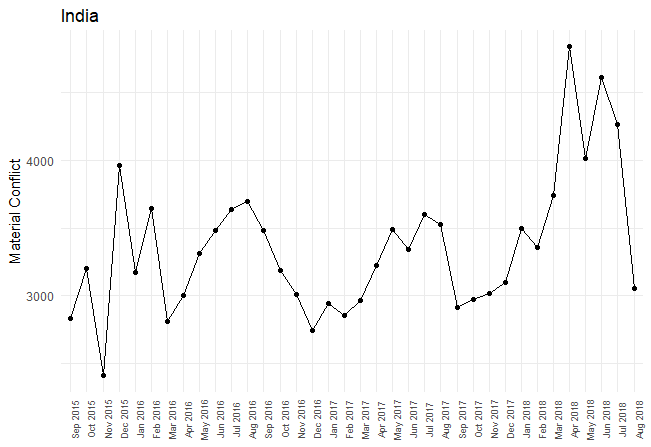 India
Material Conflict
4000
3000
Sep 2015
Oct 2015
Nov 2015
Dec 2015
Jan 2016
Feb 2016
Mar 2016
Apr 2016
May 2016
Jun 2016
Jul 2016
Aug 2016
Sep 2016
Oct 2016
Nov 2016
Dec 2016
Jan 2017
Feb 2017
Mar 2017
Apr 2017
May 2017
Jun 2017
Jul 2017
Aug 2017
Sep 2017
Oct 2017
Nov 2017
Dec 2017
Jan 2018
Feb 2018
Mar 2018
Apr 2018
May 2018
Jun 2018
Jul 2018
Aug 2018